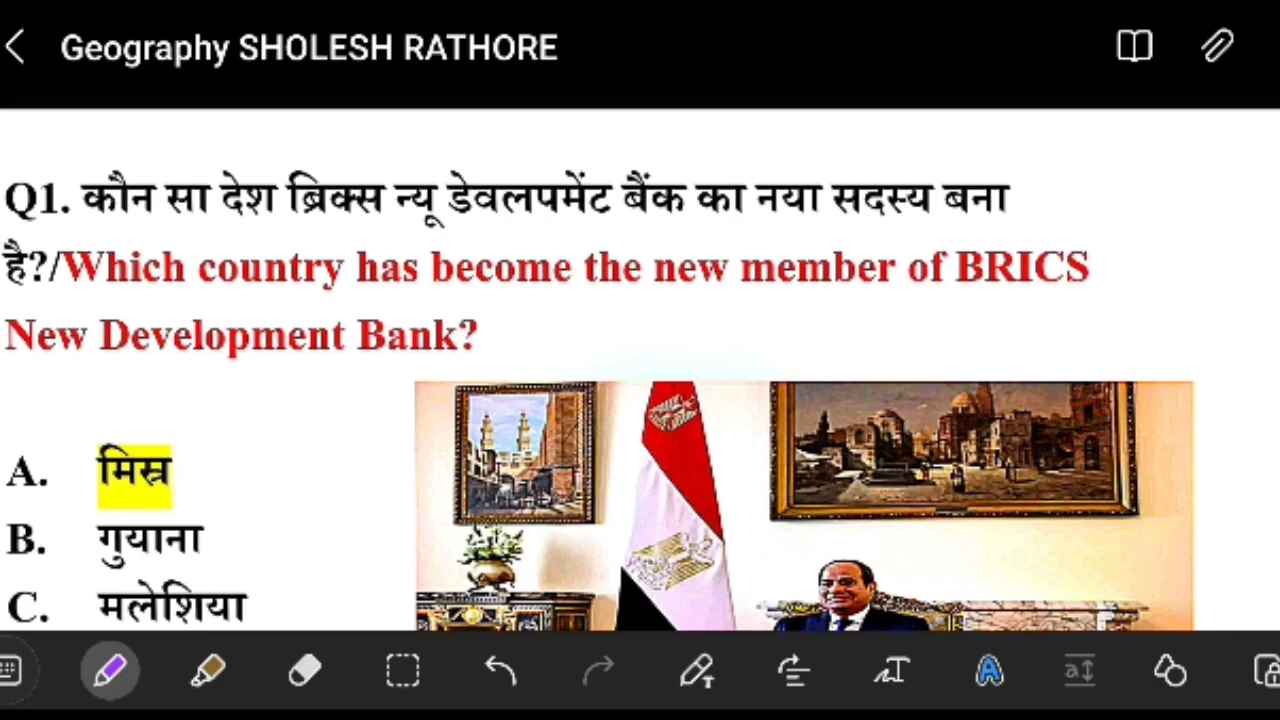 Geography SHOLESH RATHORE
Q1. कौन सा देश ब्रिक्स न्यू डेवलपमेंट बैंक का नया सदस्य बना
है?/Which country has become the new member of BRICS
New Development Bank?
A. मिस्र
B. गुयाना
C. मलेशिया